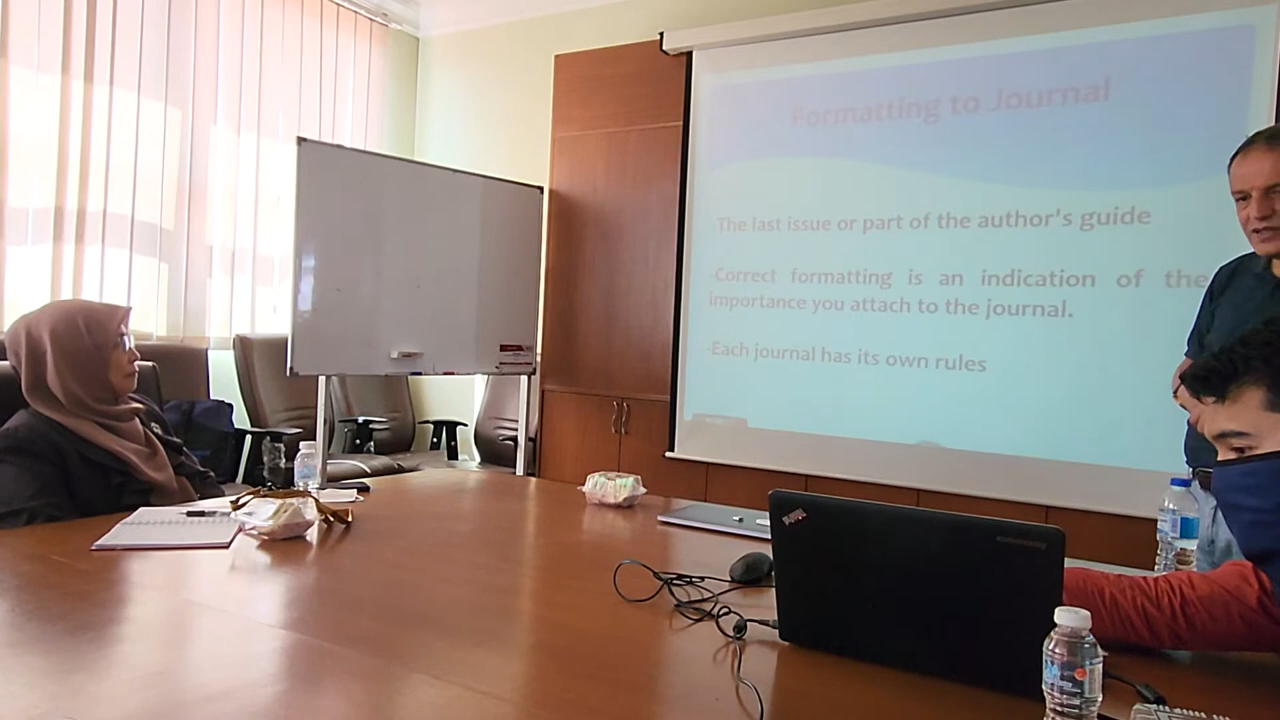 Formatting to Journal
-The last issue or part of the author's guide
-Correct formatting is an indication of the
importance you attach to the journal.
-Each journal has its own rules